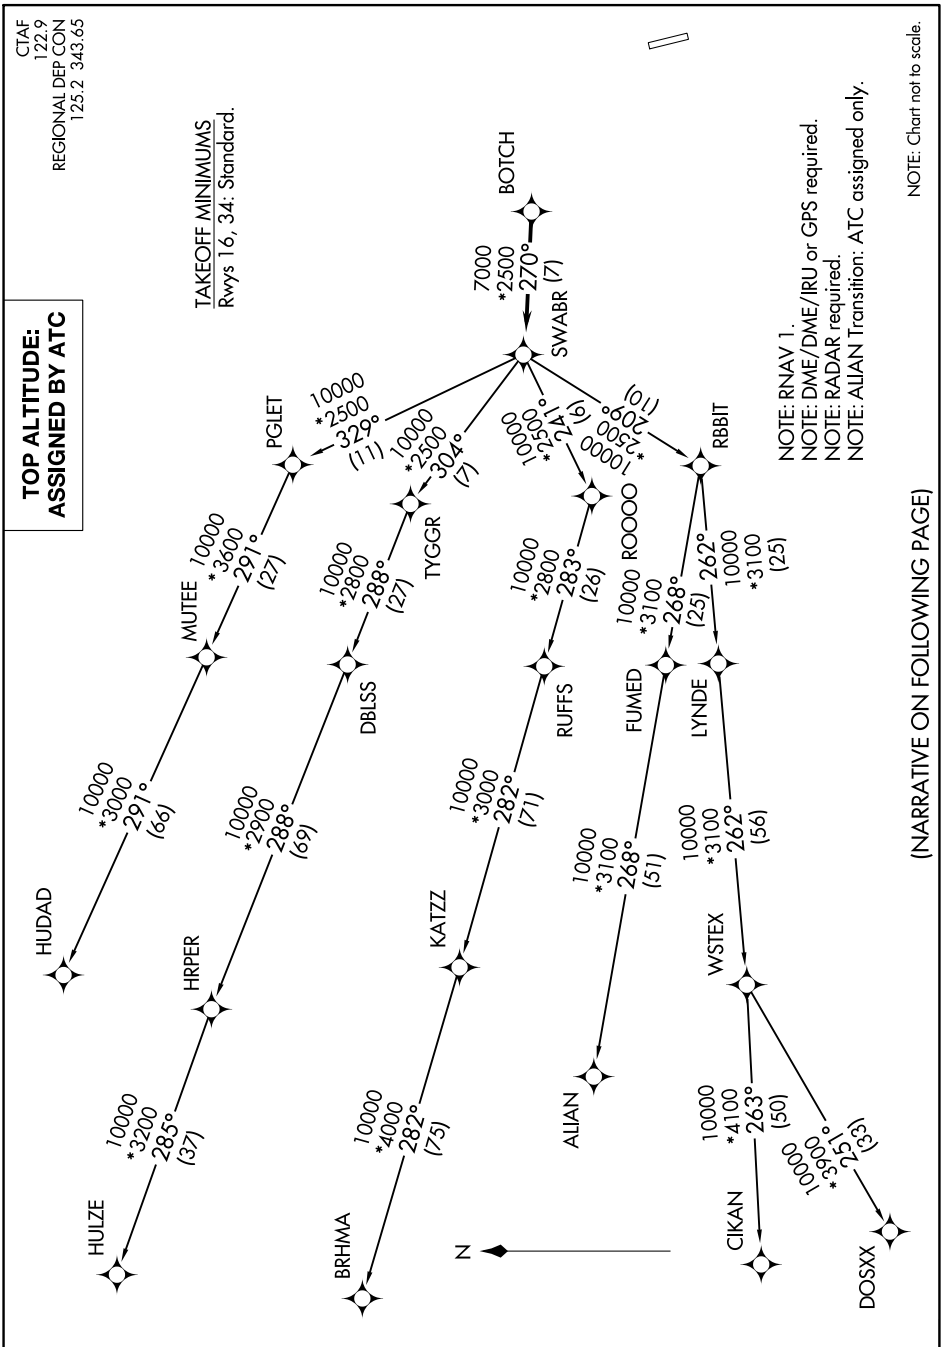 CTAF
122.9
REGIONAL DEP CON
125.2 343.65
TOP ALTITUDE:
ASSIGNED BY ATC
TAKEOFF MINIMUMS
Rwys 16, 34: Standard.
BOTCH
7000
*2500
270°
(7)
SWABR
10000
*2500
329°
(11)
PGLET
10000
*3600
291°
(27)
MUTEE
10000
*3000
291°
(66)
HUDAD
10000
*2500
304°
(7)
TYGGR
10000
*2800
288°
(27)
DBLSS
10000
*2900
288°
(69)
HRPER
10000
*3200
285°
(37)
HULZE
10000
*2500
241°
(6)
ROOOO
10000
*2800
283°
(26)
RUFFS
10000
*3000
282°
(71)
KATZZ
10000
*4000
282°
(75)
BRHMA
10000
*2500
209°
(10)
RBBIT
10000
*3100
268°
(25)
FUMED
10000
*3100
268°
(51)
ALIAN
262°
10000
*3100
(25)
LYNDE
10000
*3100
262°
(56)
WSTEX
10000
*4100
263°
(50)
CIKAN
10000
*3900
251°
(33)
DOSXX
N
NOTE: RNAV 1.
NOTE: DME/DME/IRU or GPS required.
NOTE: RADAR required.
NOTE: ALIAN Transition: ATC assigned only.
NOTE: Chart not to scale.
(NARRATIVE ON FOLLOWING PAGE)